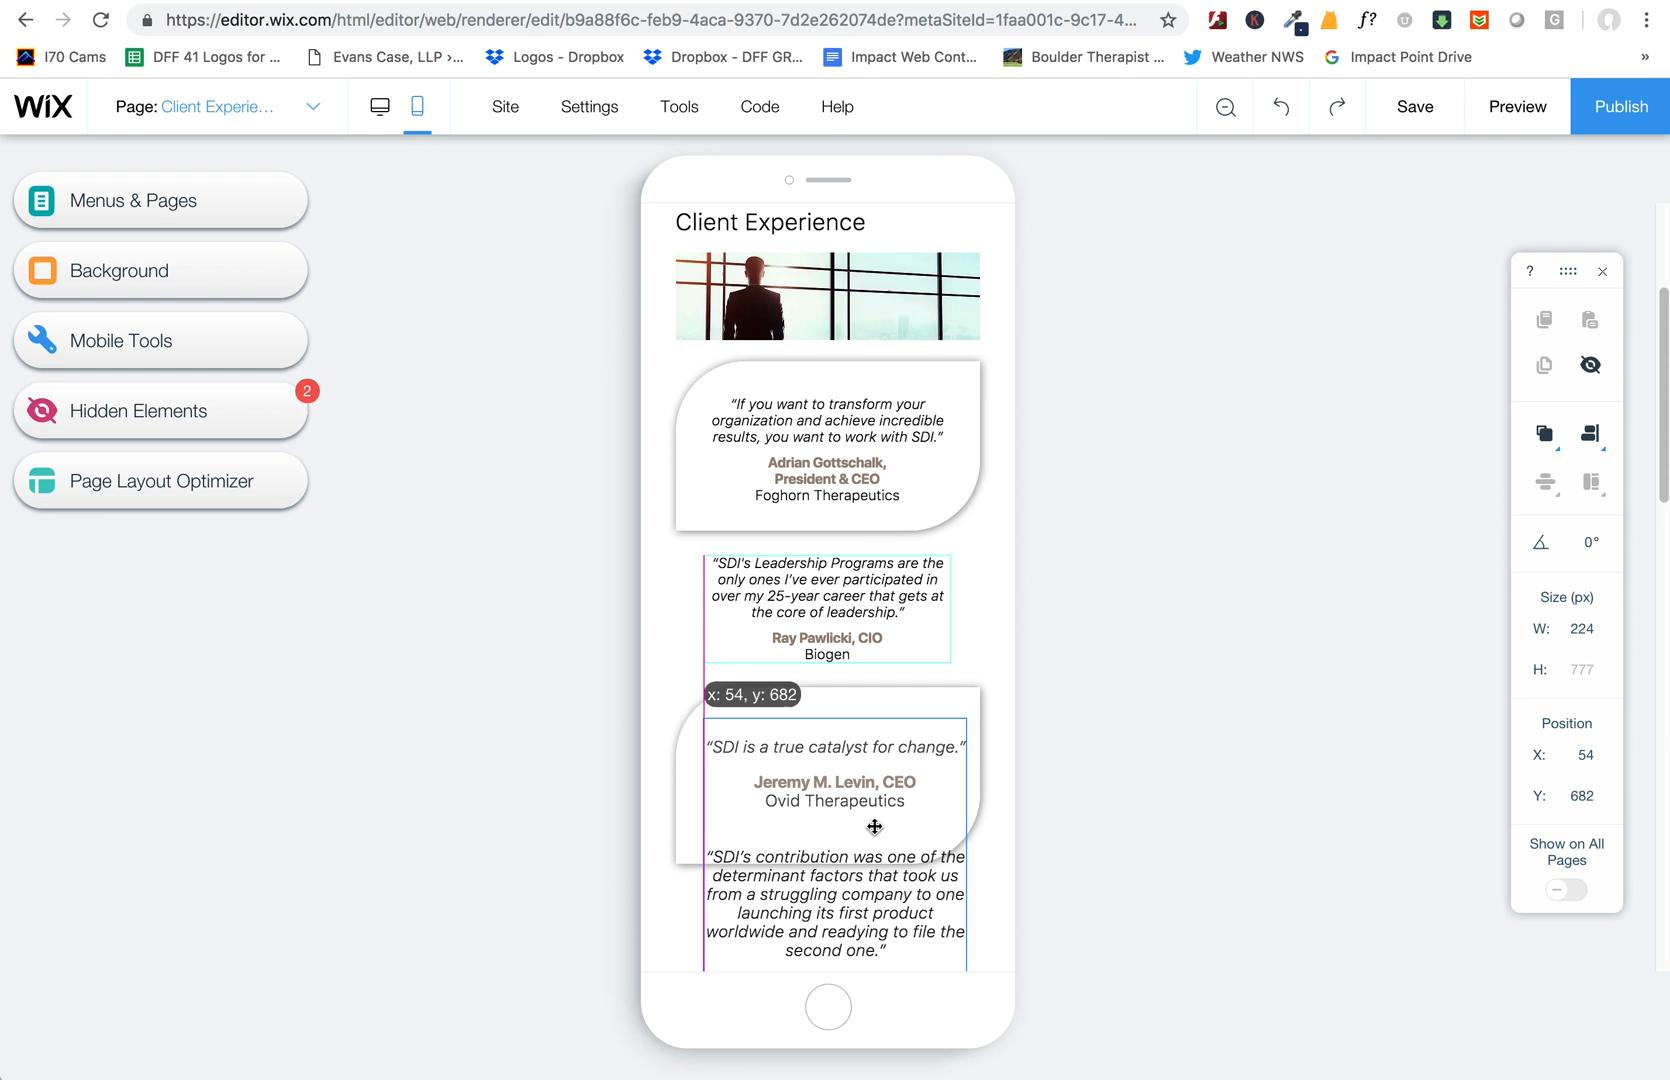 https://editor.wix.com/html/editor/web/renderer/edit/b9a88f6c-feb9-4aca-9370-7d2e262074de?metaSiteId=1faa001c-9c17-4...
K
f?
G
I70 Cams
DFF 41 Logos for ...
Evans Case, LLP ›...
Logos - Dropbox
Dropbox - DFF GR...
Impact Web Cont...
Boulder Therapist ...
Weather NWS
Impact Point Drive
»
WiX
Page: Client Experie...
Site
Settings
Tools
Code
Help
Save
Preview
Publish
Menus & Pages
Background
Mobile Tools
Hidden Elements
2
Page Layout Optimizer
Client Experience
“If you want to transform your
organization and achieve incredible
results, you want to work with SDI.”
Adrian Gottschalk,
President & CEO
Foghorn Therapeutics
“SDI's Leadership Programs are the
only ones I’ve ever participated in
over my 25-year career that gets at
the core of leadership.”
Ray Pawlicki, CIO
Biogen
x: 54, y: 682
“SDI is a true catalyst for change.”
Jeremy M. Levin, CEO
Ovid Therapeutics
“SDI’s contribution was one of the
determinant factors that took us
from a struggling company to one
launching its first product
worldwide and readying to file the
second one.”
?
0°
Size (px)
W: 224
H: 777
Position
X: 54
Y: 682
Show on All
Pages